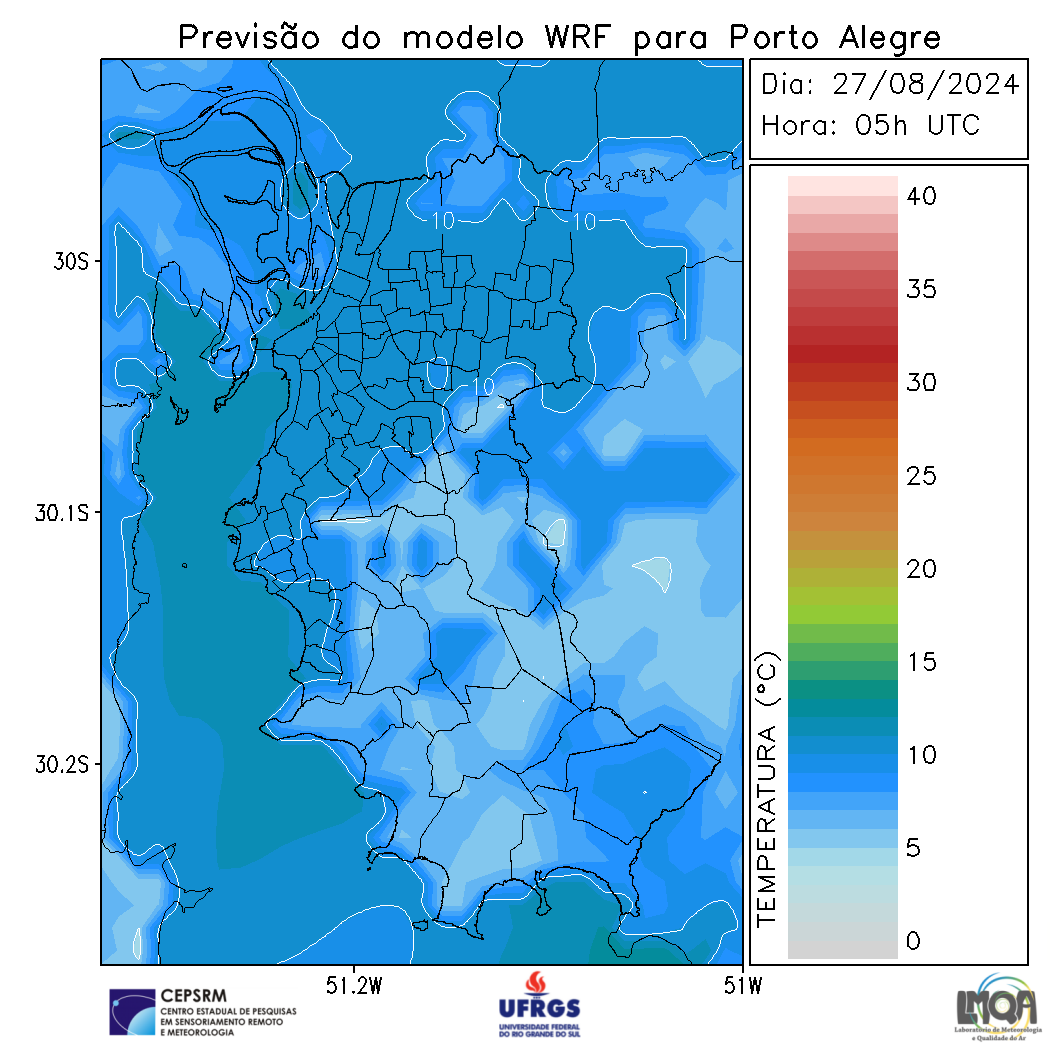 Previsão do modelo WRF para Porto Alegre
Dia: 27/08/2024
Hora: 05h UTC
40
35
30
25
20
15
10
5
0
TEMPERATURA (°C)
30S
30.1S
30.2S
10
10
10
51.2W
51W
CEPSRM
CENTRO ESTADUAL DE PESQUISAS
EM SENSORIAMENTO REMOTO
E METEOROLOGIA
UFRGS
UNIVERSIDADE FEDERAL
DO RIO GRANDE DO SUL
LMQA
Laboratório de Meteorologia
e Qualidade do Ar